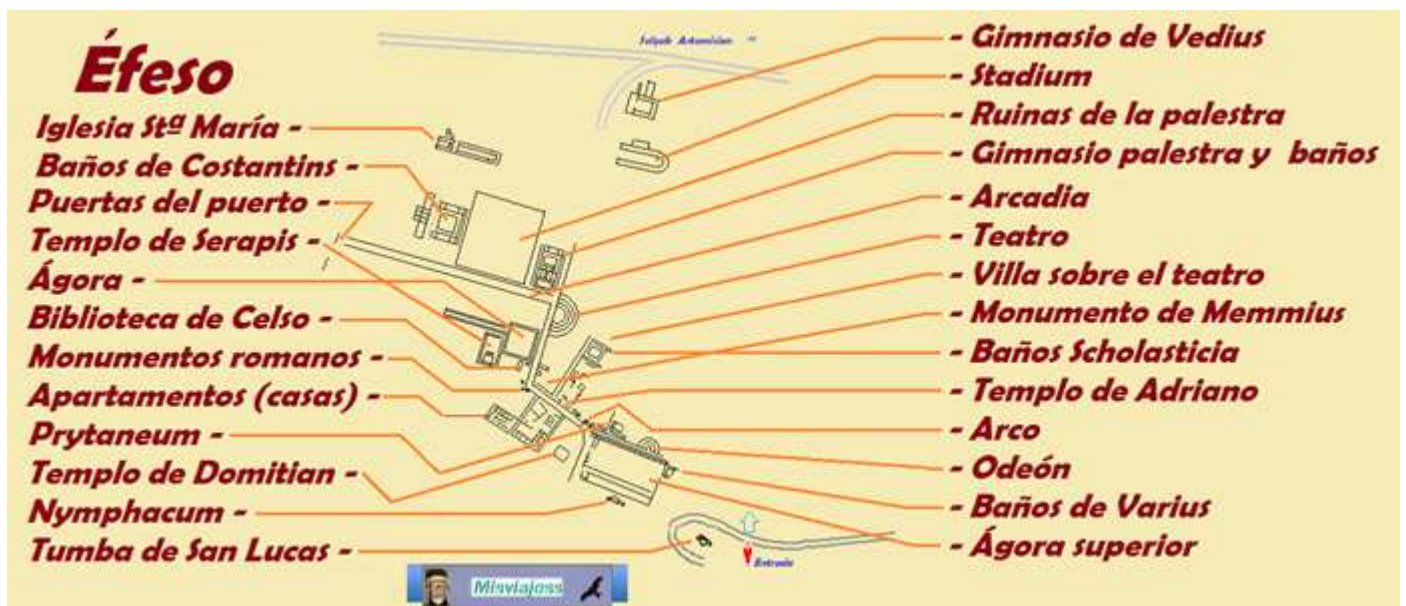 Éfeso
Iglesia Stª María -
Baños de Costantins -
Puertas del puerto -
Templo de Serapis -
Ágora -
Biblioteca de Celso -
Monumentos romanos -
Apartamentos (casas) -
Prytaneum -
Templo de Domitian -
Nymphacum -
Tumba de San Lucas -
- Gimnasio de Vedius
- Stadium
- Ruinas de la palestra
- Gimnasio palestra y baños
- Arcadia
- Teatro
- Villa sobre el teatro
- Monumento de Memmius
- Baños Scholasticia
- Templo de Adriano
- Arco
- Odeón
- Baños de Varius
- Ágora superior
Entrada
Misviajess